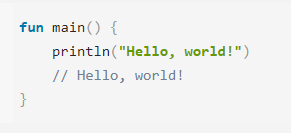 fun main() {
    println("Hello, world!")
    // Hello, world!
}